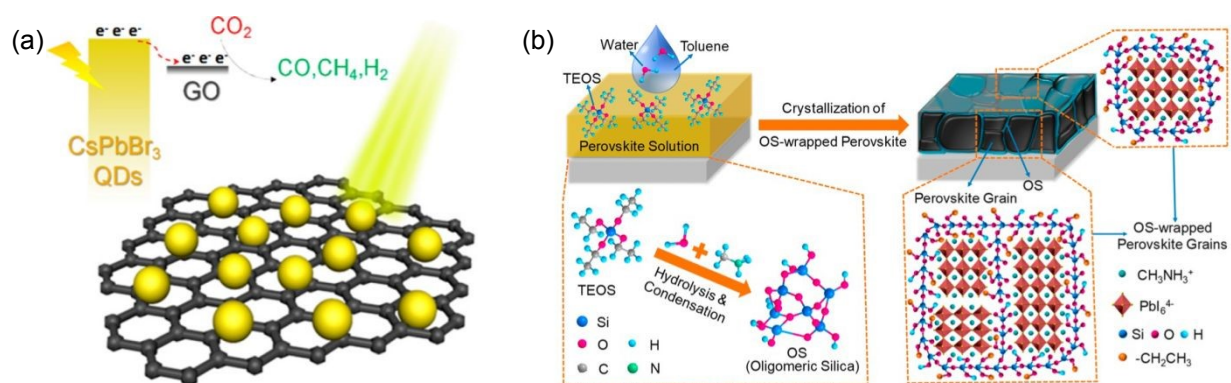 (a)
e⁻ e⁻ e⁻
CO₂
e⁻ e⁻ e⁻
GO
CO,CH₄,H₂
CsPbBr₃
QDs
(b)
Water
Toluene
TEOS
Perovskite Solution
Crystallization of
OS-wrapped Perovskite
Perovskite Grain
OS
TEOS
Hydrolysis &
Condensation
OS
(Oligomeric Silica)
Si
O H
C N
OS-wrapped
Perovskite Grains
CH₃NH₃⁺
PbI₆⁴⁻
Si O H
-CH₂CH₃